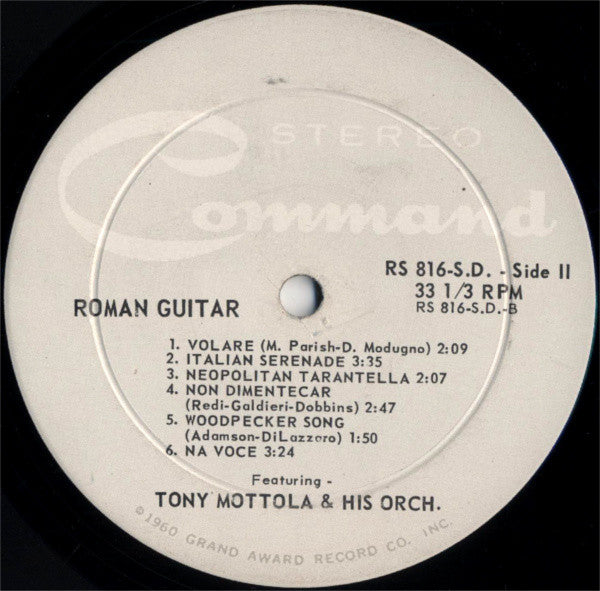 STEREO
Command
RS 816-S.D. - Side II
33 1/3 RPM
RS 816-S.D.-B
ROMAN GUITAR
1. VOLARE (M. Parish-D. Modugno) 2:09
2. ITALIAN SERENADE 3:35
3. NEOPOLITAN TARANTELLA 2:07
4. NON DIMENTECAR
(Redi-Galdieri-Dobbins) 2:47
5. WOODPECKER SONG
(Adamson-DiLazzero) 1:50
6. NA VOCE 3:24
Featuring -
TONY MOTTOLA & HIS ORCH.
©1960 GRAND AWARD RECORD CO. INC.